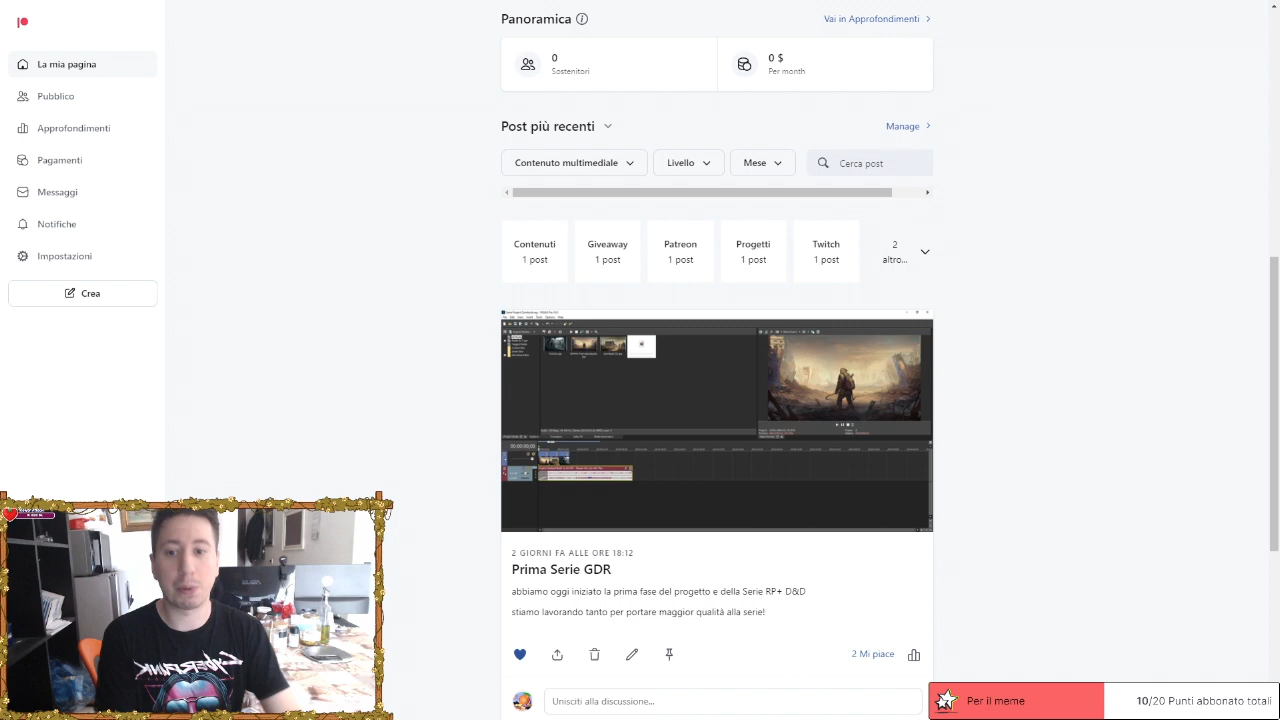 La mia pagina
Pubblico
Approfondimenti
Pagamenti
Messaggi
Notifiche
Impostazioni
Crea
Panoramica
Vai in Approfondimenti
0
Sostenitori
0 $
Per month
Post più recenti
Manage
Contenuto multimediale
Livello
Mese
Cerca post
Contenuti
1 post
Giveaway
1 post
Patreon
1 post
Progetti
1 post
Twitch
1 post
2
altro...
2 GIORNI FA ALLE ORE 18:12
Prima Serie GDR
abbiamo oggi iniziato la prima fase del progetto e della Serie RP+ D&D
stiamo lavorando tanto per portare maggior qualità alla serie!
2 Mi piace
Unisciti alla discussione...
Per il meme
10/20 Punti abbonato totali